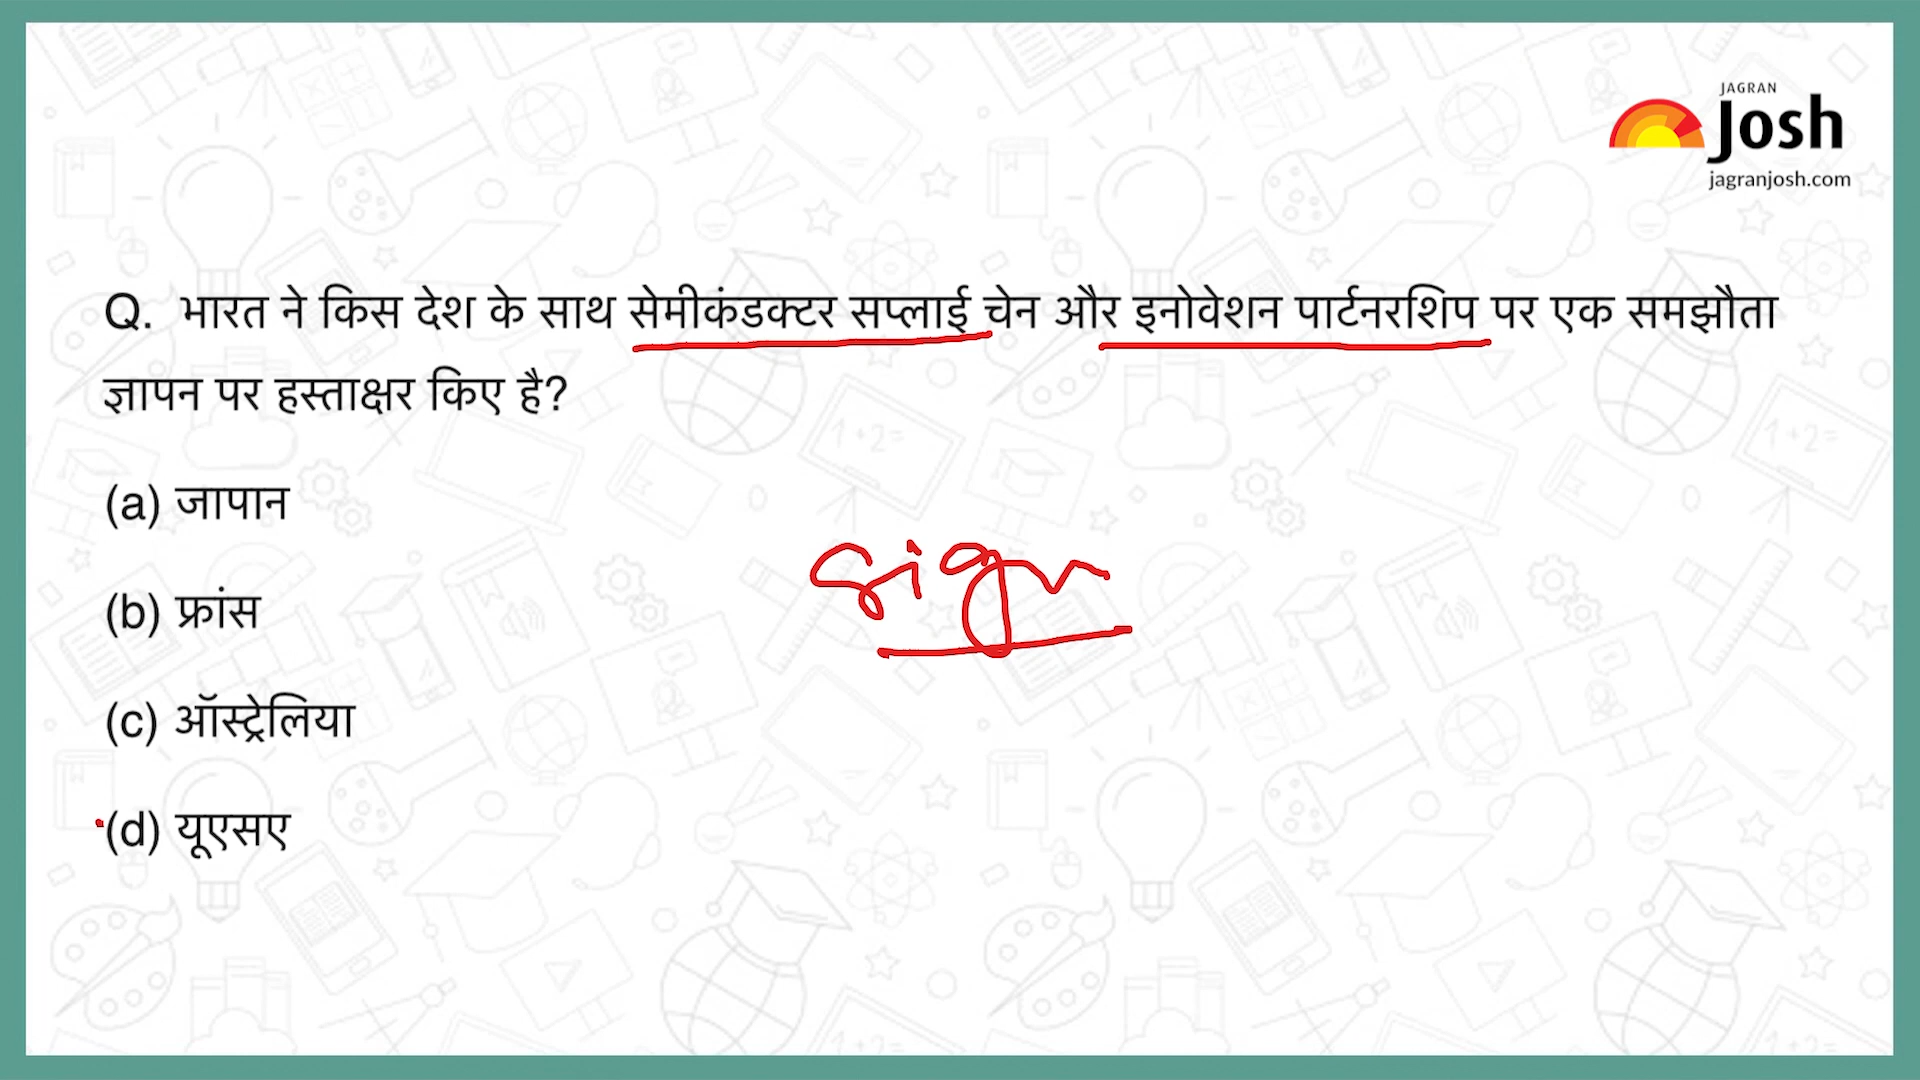 JAGRAN
Josh
jagranjosh.com
Q. भारत ने किस देश के साथ सेमीकंडक्टर सप्लाई चेन और इनोवेशन पार्टनरशिप पर एक समझौता
ज्ञापन पर हस्ताक्षर किए है?
(a) जापान
(b) फ्रांस
sign
(c) ऑस्ट्रेलिया
(d) यूएसए